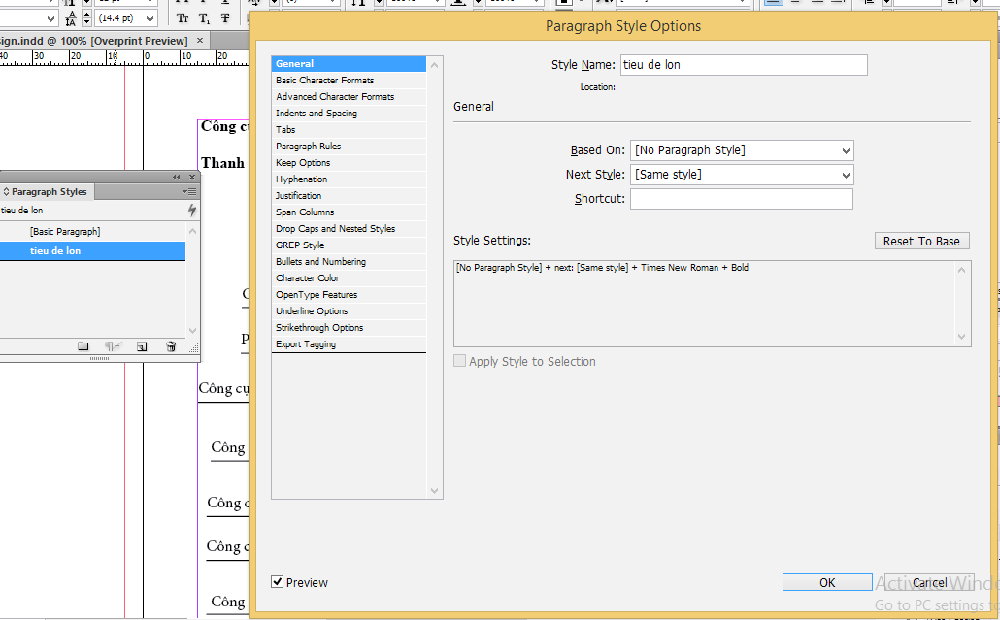 (14.4 pt)
Tr T, Ŧ
sign.indd @ 100% [Overprint Preview] ×
40 30 20 10 0 10 20
Paragraph Style Options
General
Basic Character Formats
Advanced Character Formats
Indents and Spacing
Tabs
Paragraph Rules
Keep Options
Hyphenation
Justification
Span Columns
Drop Caps and Nested Styles
GREP Style
Bullets and Numbering
Character Color
OpenType Features
Underline Options
Strikethrough Options
Export Tagging
Style Name: tieu de lon
Location:
General
Based On: [No Paragraph Style]
Next Style: [Same style]
Shortcut:
Style Settings:
Reset To Base
[No Paragraph Style] + next: [Same style] + Times New Roman + Bold
Apply Style to Selection
Preview
OK
Cancel
Activate Windo
Go to PC settings to
Paragraph Styles
tieu de lon
[Basic Paragraph]
tieu de lon
Công cụ
Thanh
Công cụ
Công
Công c
Công c
Công